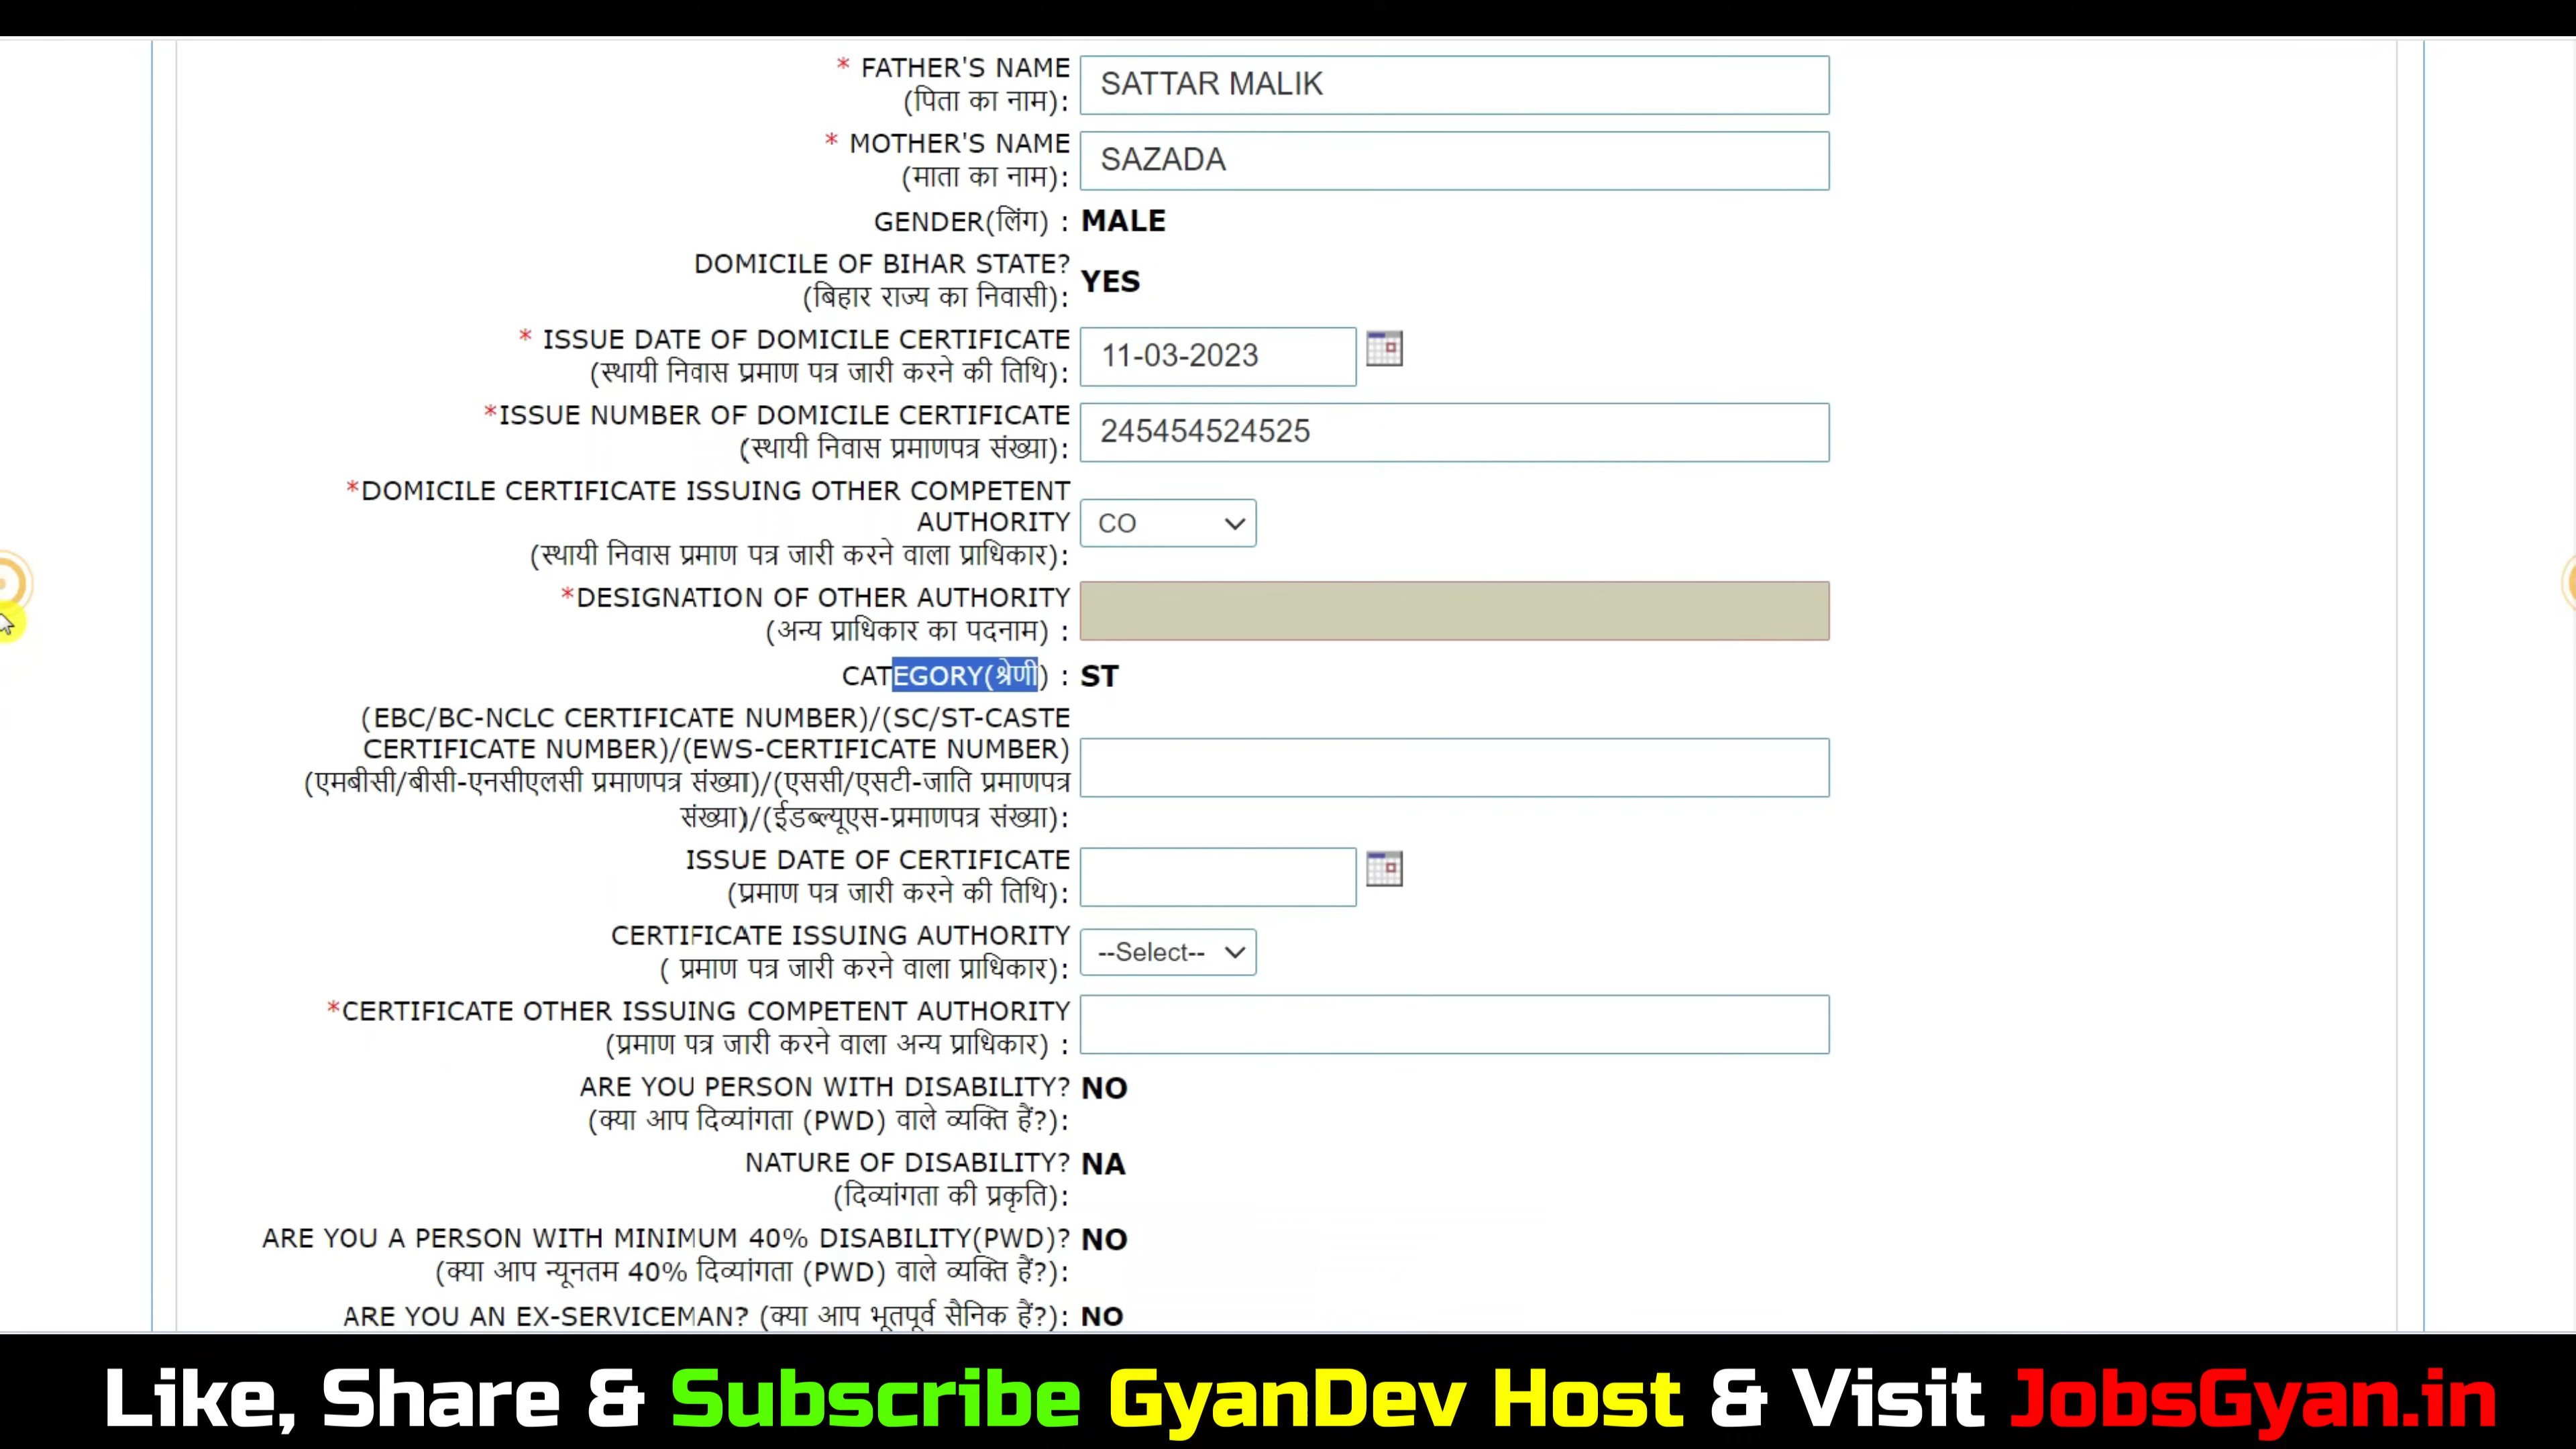 * FATHER'S NAME
(पिता का नाम):
SATTAR MALIK
* MOTHER'S NAME
(माता का नाम):
SAZADA
GENDER(लिंग) : MALE
DOMICILE OF BIHAR STATE?
(बिहार राज्य का निवासी):
YES
* ISSUE DATE OF DOMICILE CERTIFICATE
(स्थायी निवास प्रमाण पत्र जारी करने की तिथि):
11-03-2023
*ISSUE NUMBER OF DOMICILE CERTIFICATE
(स्थायी निवास प्रमाणपत्र संख्या):
245454524525
*DOMICILE CERTIFICATE ISSUING OTHER COMPETENT
AUTHORITY
(स्थायी निवास प्रमाण पत्र जारी करने वाला प्राधिकार):
CO
*DESIGNATION OF OTHER AUTHORITY
(अन्य प्राधिकार का पदनाम) :
CATEGORY(श्रेणी) : ST
(EBC/BC-NCLC CERTIFICATE NUMBER)/(SC/ST-CASTE
CERTIFICATE NUMBER)/(EWS-CERTIFICATE NUMBER)
(एमबीसी/बीसी-एनसीएलसी प्रमाणपत्र संख्या)/(एससी/एसटी-जाति प्रमाणपत्र
संख्या)/(ईडब्ल्यूएस-प्रमाणपत्र संख्या):
ISSUE DATE OF CERTIFICATE
(प्रमाण पत्र जारी करने की तिथि):
CERTIFICATE ISSUING AUTHORITY
( प्रमाण पत्र जारी करने वाला प्राधिकार):
--Select--
*CERTIFICATE OTHER ISSUING COMPETENT AUTHORITY
(प्रमाण पत्र जारी करने वाला अन्य प्राधिकार) :
ARE YOU PERSON WITH DISABILITY?
(क्या आप दिव्यांगता (PWD) वाले व्यक्ति हैं?):
NO
NATURE OF DISABILITY?
(दिव्यांगता की प्रकृति):
NA
ARE YOU A PERSON WITH MINIMUM 40% DISABILITY(PWD)?
(क्या आप न्यूनतम 40% दिव्यांगता (PWD) वाले व्यक्ति हैं?):
NO
ARE YOU AN EX-SERVICEMAN? (क्या आप भूतपूर्व सैनिक हैं?): NO
Like, Share & Subscribe GyanDev Host & Visit JobsGyan.in